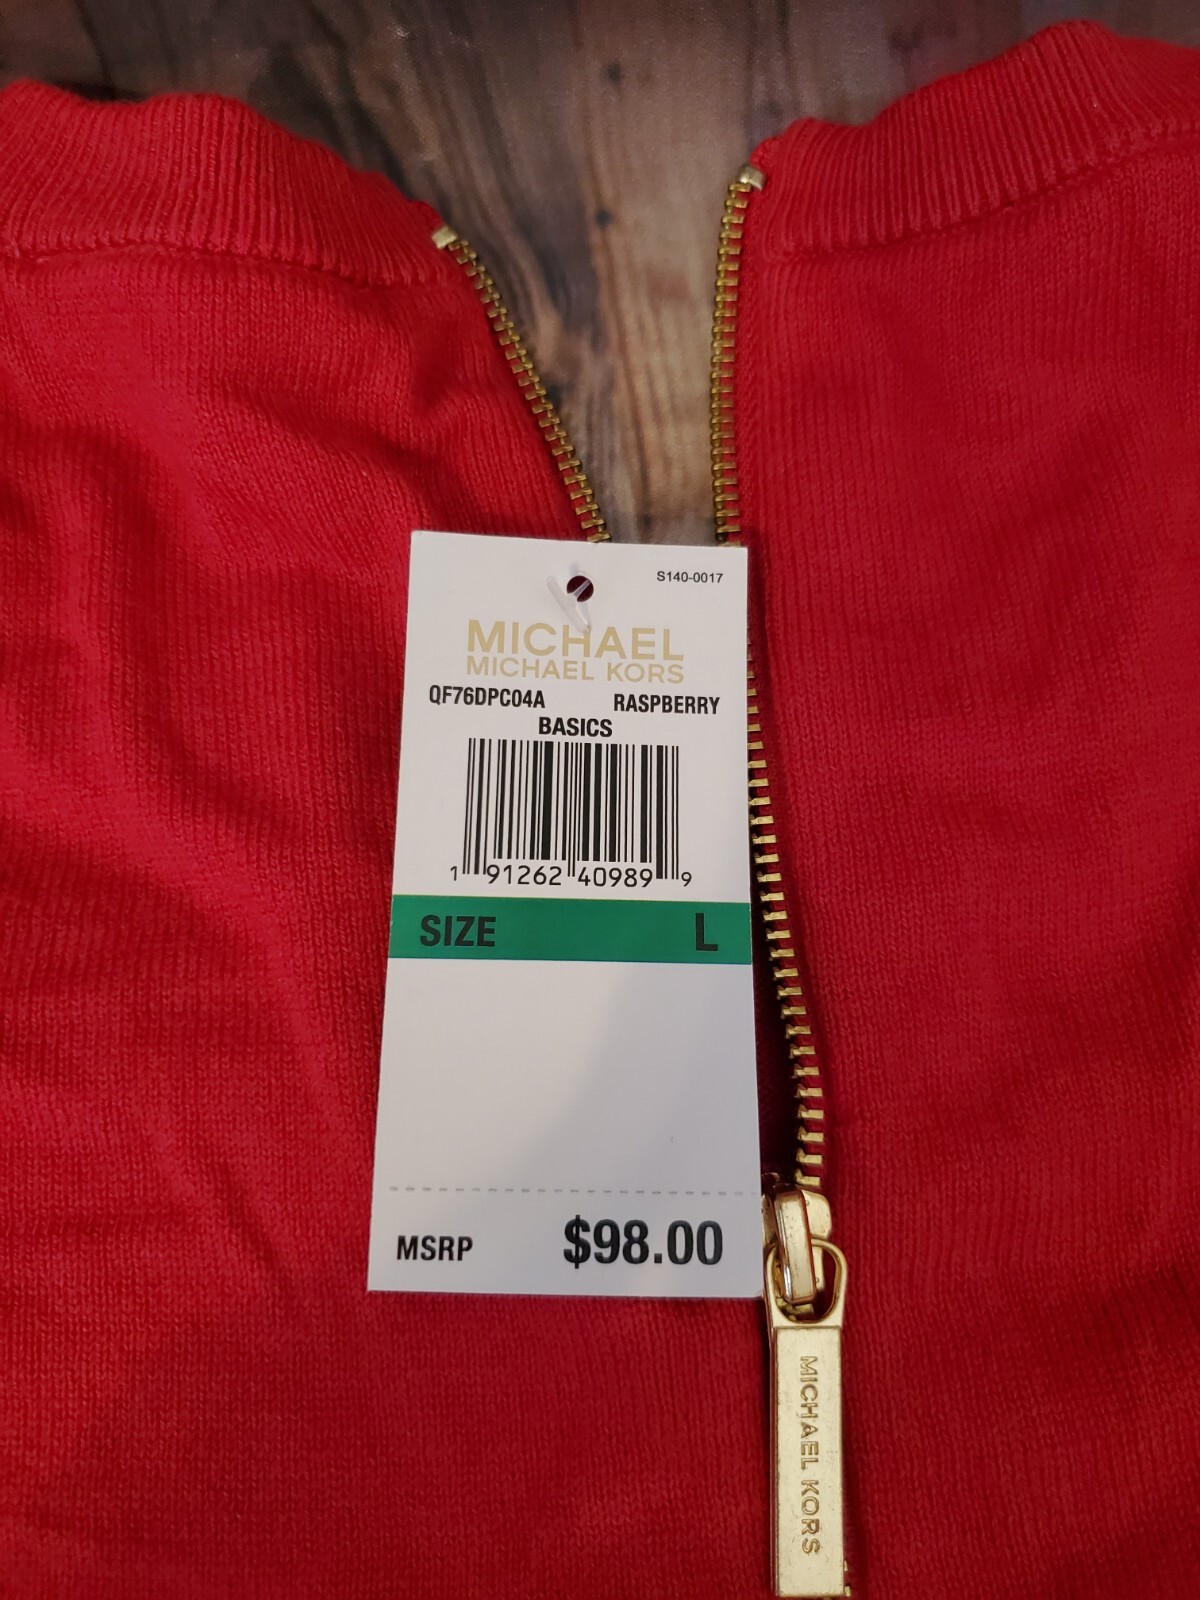 S140-0017
MICHAEL
MICHAEL KORS
QF76DPC04A RASPBERRY
BASICS
1 91262 40989 9
SIZE L
MSRP $98.00
MICHAEL KORS